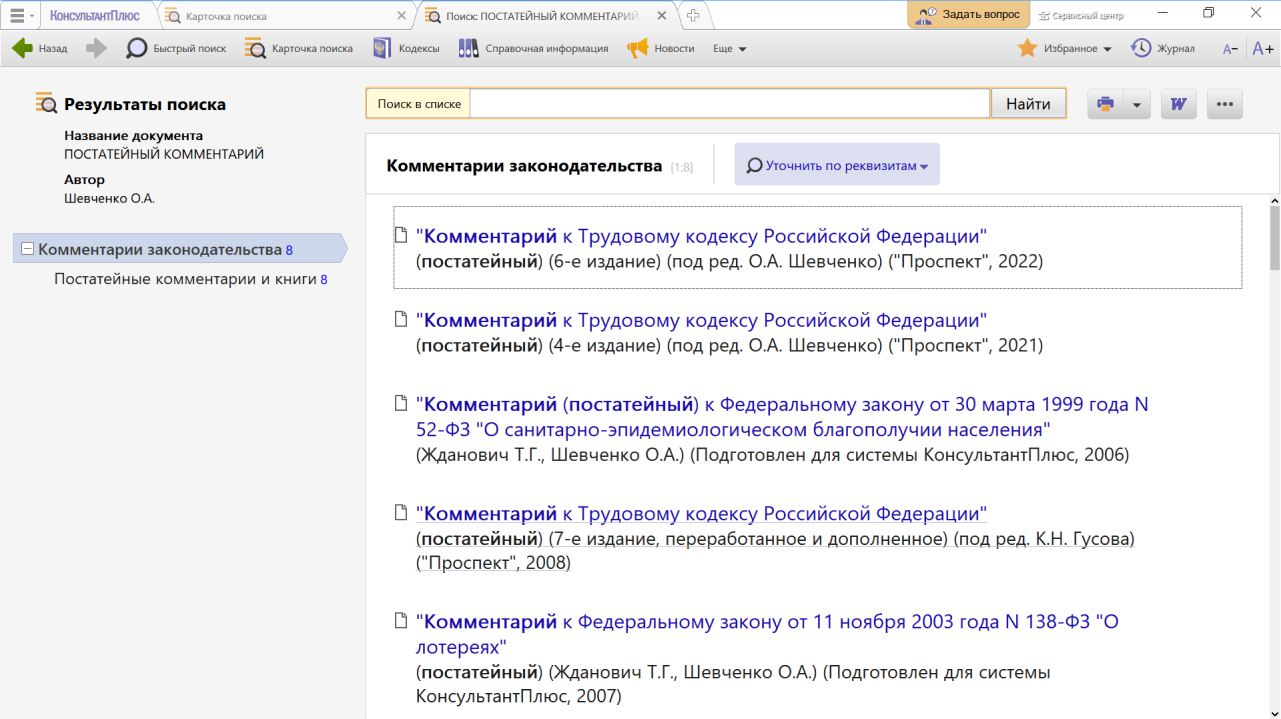 КонсультантПлюс
Карточка поиска
Поиск: ПОСТАТЕЙНЫЙ КОММЕНТАРИЙ,
Задать вопрос
Сервисный центр
Назад
Быстрый поиск
Карточка поиска
Кодексы
Справочная информация
Новости
Еще
Избранное
Журнал
A−
A+
Результаты поиска
Название документа
ПОСТАТЕЙНЫЙ КОММЕНТАРИЙ
Автор
Шевченко О.А.
Комментарии законодательства 8
Постатейные комментарии и книги 8
Поиск в списке
Найти
W
Комментарии законодательства [1:8]
Уточнить по реквизитам
"Комментарий к Трудовому кодексу Российской Федерации"
(постатейный) (6-е издание) (под ред. О.А. Шевченко) ("Проспект", 2022)
"Комментарий к Трудовому кодексу Российской Федерации"
(постатейный) (4-е издание) (под ред. О.А. Шевченко) ("Проспект", 2021)
"Комментарий (постатейный) к Федеральному закону от 30 марта 1999 года N
52-ФЗ "О санитарно-эпидемиологическом благополучии населения"
(Жданович Т.Г., Шевченко О.А.) (Подготовлен для системы КонсультантПлюс, 2006)
"Комментарий к Трудовому кодексу Российской Федерации"
(постатейный) (7-е издание, переработанное и дополненное) (под ред. К.Н. Гусова)
("Проспект", 2008)
"Комментарий к Федеральному закону от 11 ноября 2003 года N 138-ФЗ "О
лотереях"
(постатейный) (Жданович Т.Г., Шевченко О.А.) (Подготовлен для системы
КонсультантПлюс, 2007)